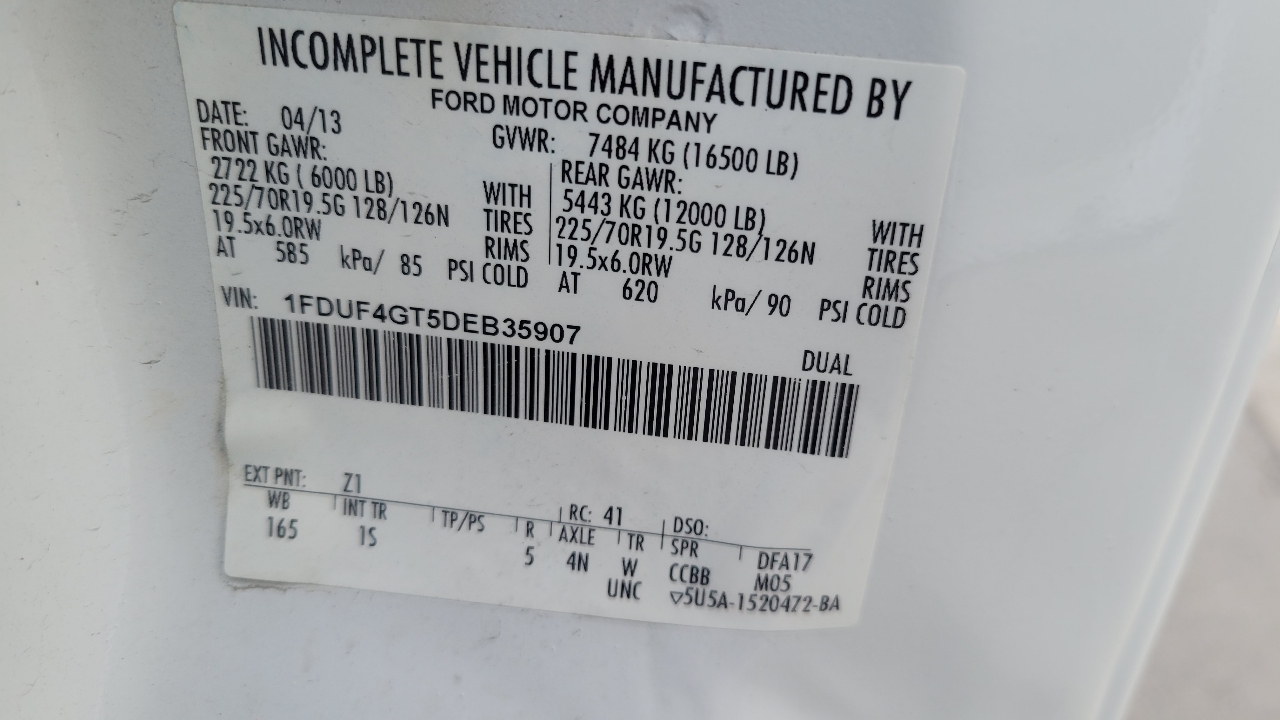 INCOMPLETE VEHICLE MANUFACTURED BY
FORD MOTOR COMPANY
DATE: 04/13 GVWR: 7484 KG (16500 LB)
FRONT GAWR: REAR GAWR:
2722 KG ( 6000 LB) WITH 5443 KG (12000 LB) WITH
225/70R19.5G 128/126N TIRES 225/70R19.5G 128/126N TIRES
19.5x6.0RW RIMS 19.5x6.0RW RIMS
AT 585 kPa/ 85 PSI COLD AT 620 kPa/ 90 PSI COLD
VIN: 1FDUF4GT5DEB35907
DUAL
EXT PNT: Z1 RC: 41 DSO:
WB INT TR TP/PS R AXLE TR SPR DFA17
165 1S 5 4N W CCBB M05
UNC ▽5U5A-1520472-BA